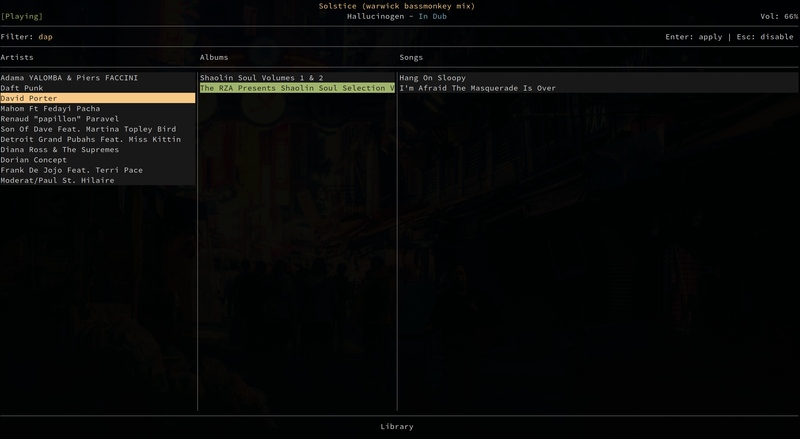 Solstice (warwick bassmonkey mix)
[Playing]
Hallucinogen - In Dub
Vol: 66%
Filter: dap
Enter: apply | Esc: disable
Artists
Albums
Songs
Adama YALOMBA & Piers FACCINI
Daft Punk
David Porter
Mahom Ft Fedayi Pacha
Renaud "papillon" Paravel
Son Of Dave Feat. Martina Topley Bird
Detroit Grand Pubahs Feat. Miss Kittin
Diana Ross & The Supremes
Dorian Concept
Frank De Jojo Feat. Terri Pace
Moderat/Paul St. Hilaire
Shaolin Soul Volumes 1 & 2
The RZA Presents Shaolin Soul Selection V
Hang On Sloopy
I'm Afraid The Masquerade Is Over
Library